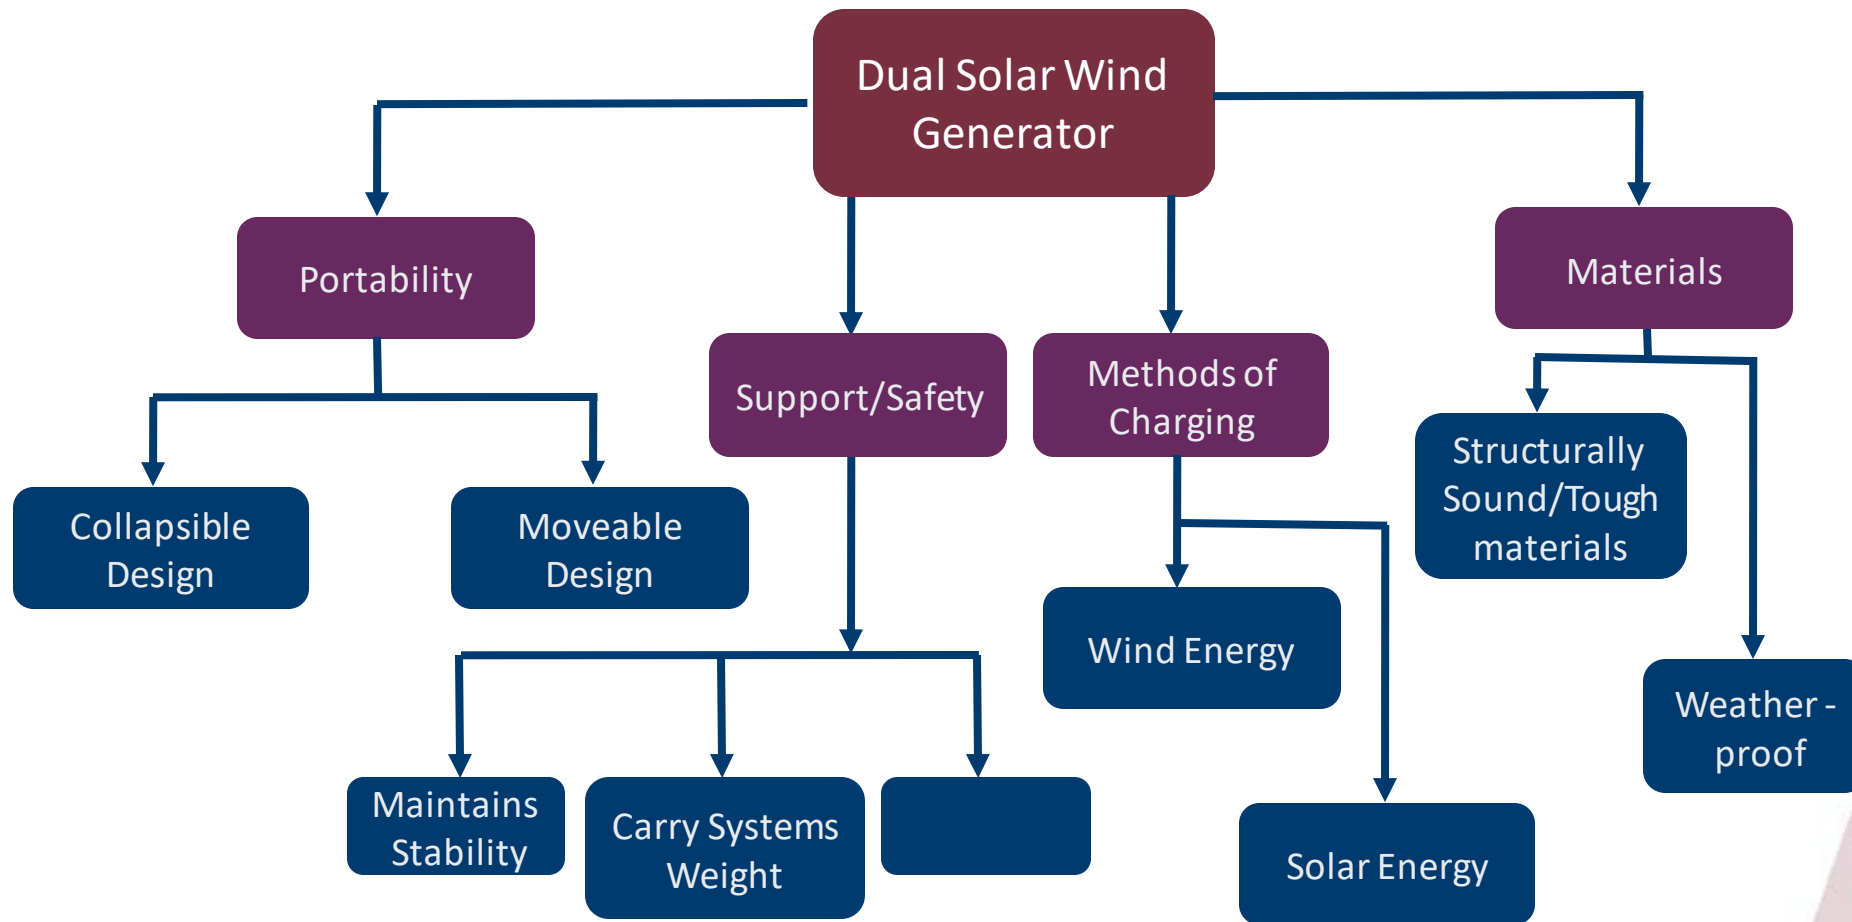 Dual Solar Wind
Generator
Portability
Materials
Support/Safety
Methods of
Charging
Collapsible
Design
Moveable
Design
Structurally
Sound/Tough
materials
Wind Energy
Weather -
proof
Maintains
Stability
Carry Systems
Weight
Solar Energy